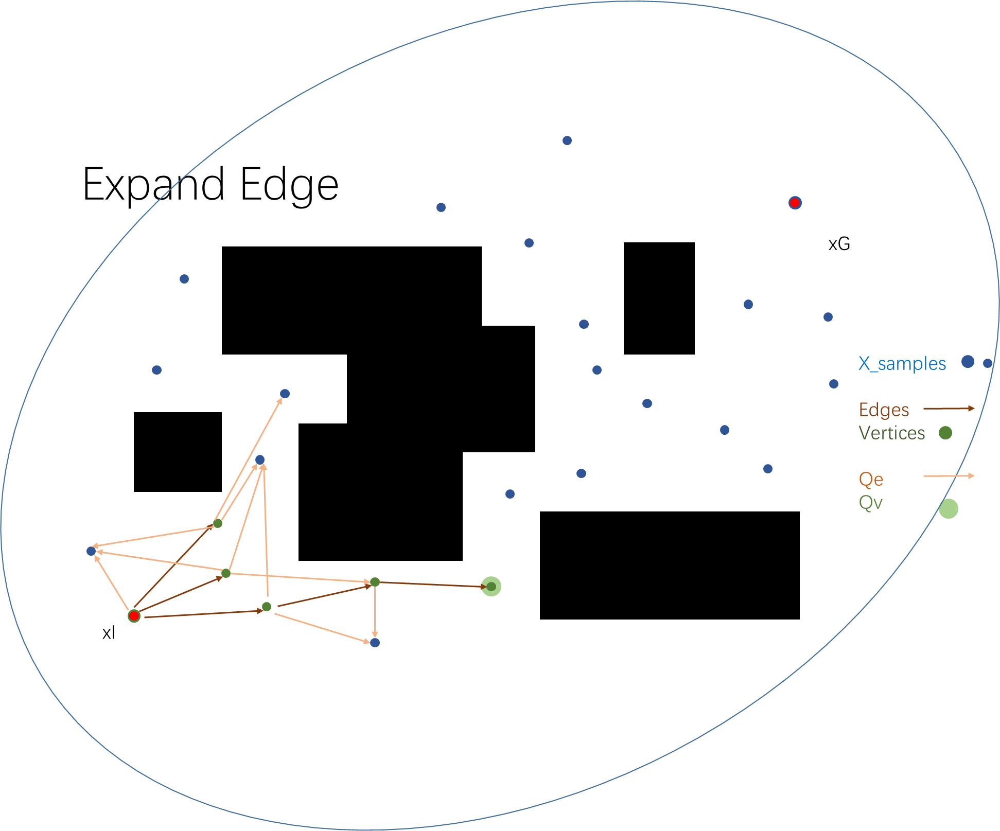 Expand Edge
xG
X_samples
Edges
Vertices
Qe
Qv
xI